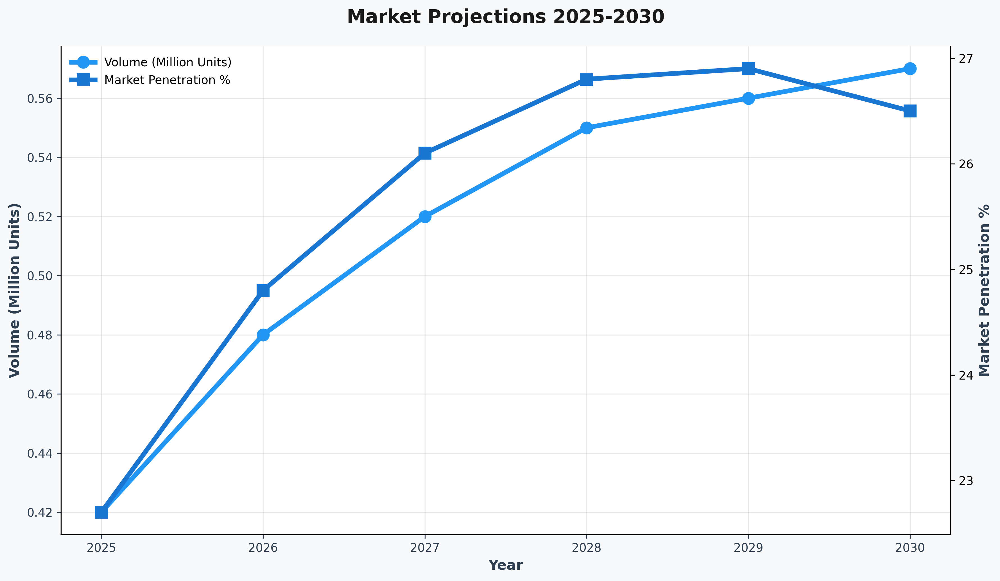 Market Projections 2025-2030
Volume (Million Units)
Market Penetration %
0.56
0.54
0.52
0.50
0.48
0.46
0.44
0.42
Volume (Million Units)
27
26
25
24
23
Market Penetration %
2025 2026 2027 2028 2029 2030
Year